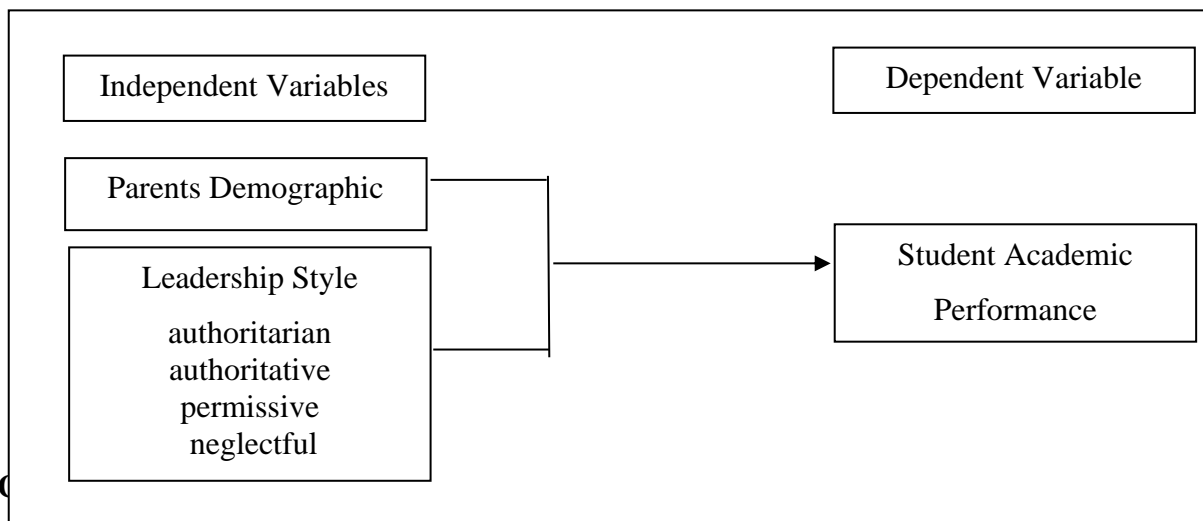 Independent Variables
Dependent Variable
Parents Demographic
Leadership Style
authoritarian
authoritative
permissive
neglectful
Student Academic
Performance